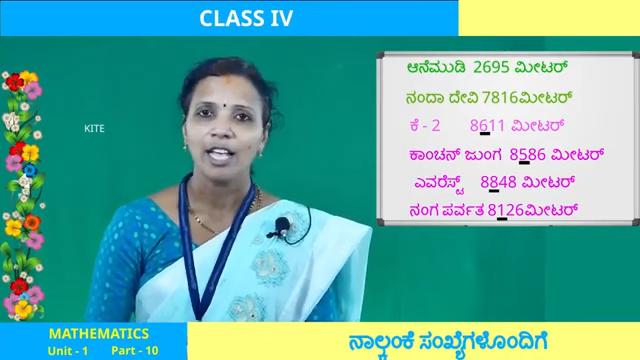 CLASS IV
KITE
ಆನೆಮುಡಿ 2695 ಮೀಟರ್
ನಂದಾ ದೇವಿ 7816ಮೀಟರ್
ಕೆ - 2 8611 ಮೀಟರ್
ಕಾಂಚನ್ ಜುಂಗ 8586 ಮೀಟರ್
ಎವರೆಸ್ಟ್ 8848 ಮೀಟರ್
ನಂಗ ಪರ್ವತ 8126ಮೀಟರ್
MATHEMATICS
Unit - 1 Part - 10
ನಾಲ್ಕಂಕೆ ಸಂಖ್ಯೆಗಳೊಂದಿಗೆ